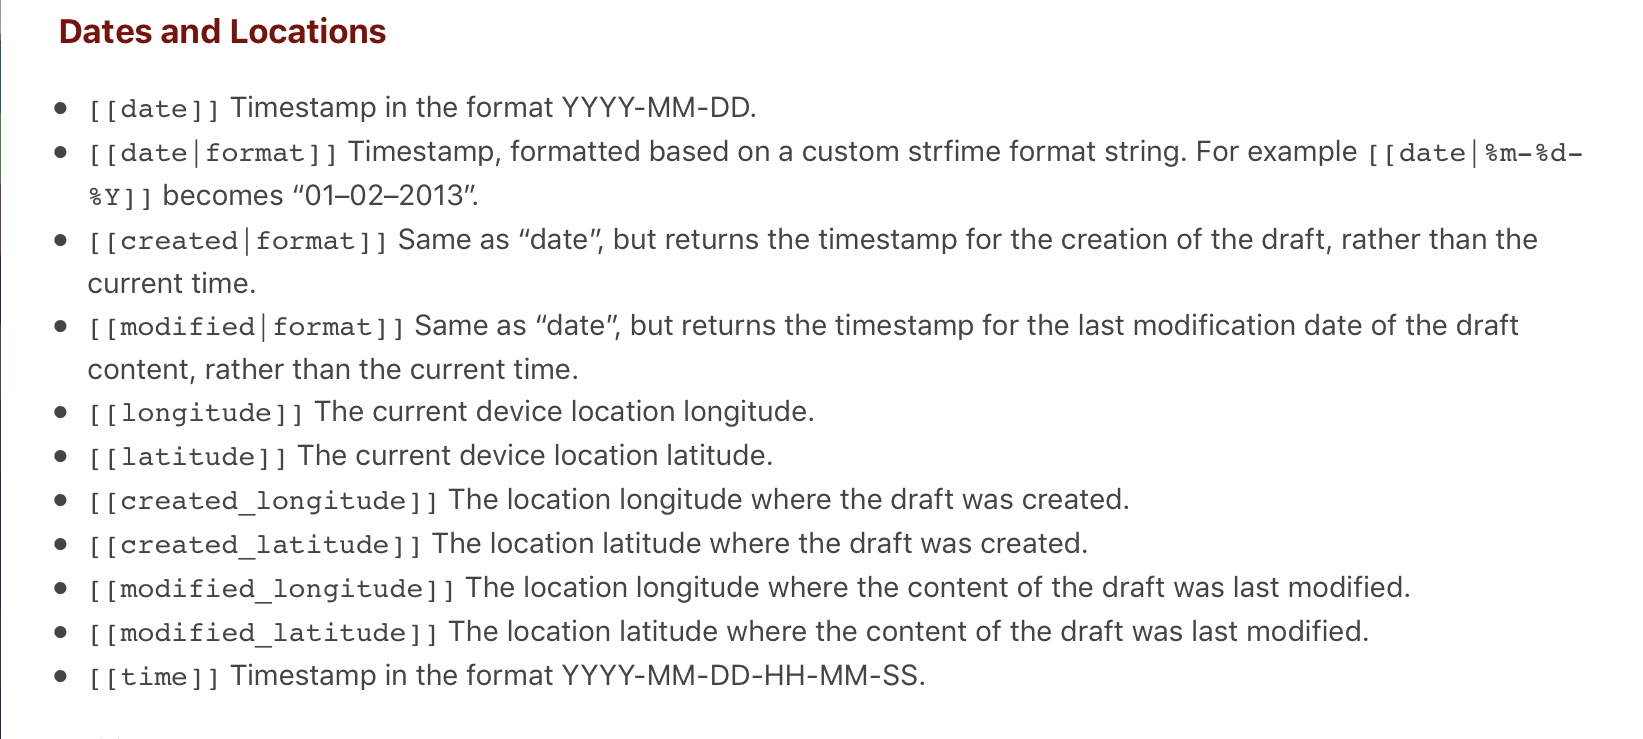 Dates and Locations
• [[date]] Timestamp in the format YYYY-MM-DD.
• [[date|format]] Timestamp, formatted based on a custom strfime format string. For example [[date|%m-%d-
%Y]] becomes “01–02–2013”.
• [[created|format]] Same as “date”, but returns the timestamp for the creation of the draft, rather than the
current time.
• [[modified|format]] Same as “date”, but returns the timestamp for the last modification date of the draft
content, rather than the current time.
• [[longitude]] The current device location longitude.
• [[latitude]] The current device location latitude.
• [[created_longitude]] The location longitude where the draft was created.
• [[created_latitude]] The location latitude where the draft was created.
• [[modified_longitude]] The location longitude where the content of the draft was last modified.
• [[modified_latitude]] The location latitude where the content of the draft was last modified.
• [[time]] Timestamp in the format YYYY-MM-DD-HH-MM-SS.